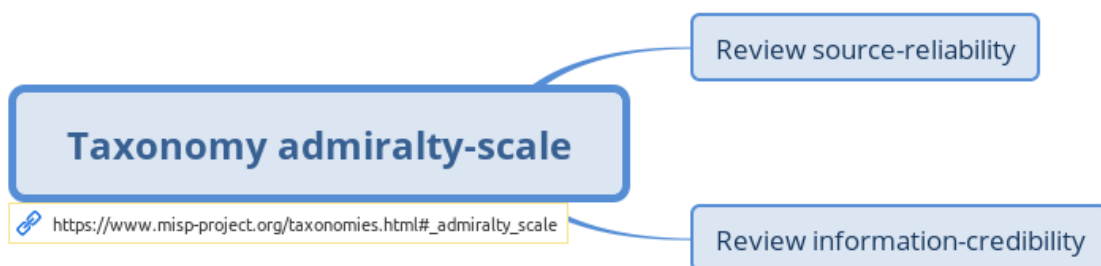 Review source-reliability
Taxonomy admiralty-scale
https://www.misp-project.org/taxonomies.html#_admiralty_scale
Review information-credibility